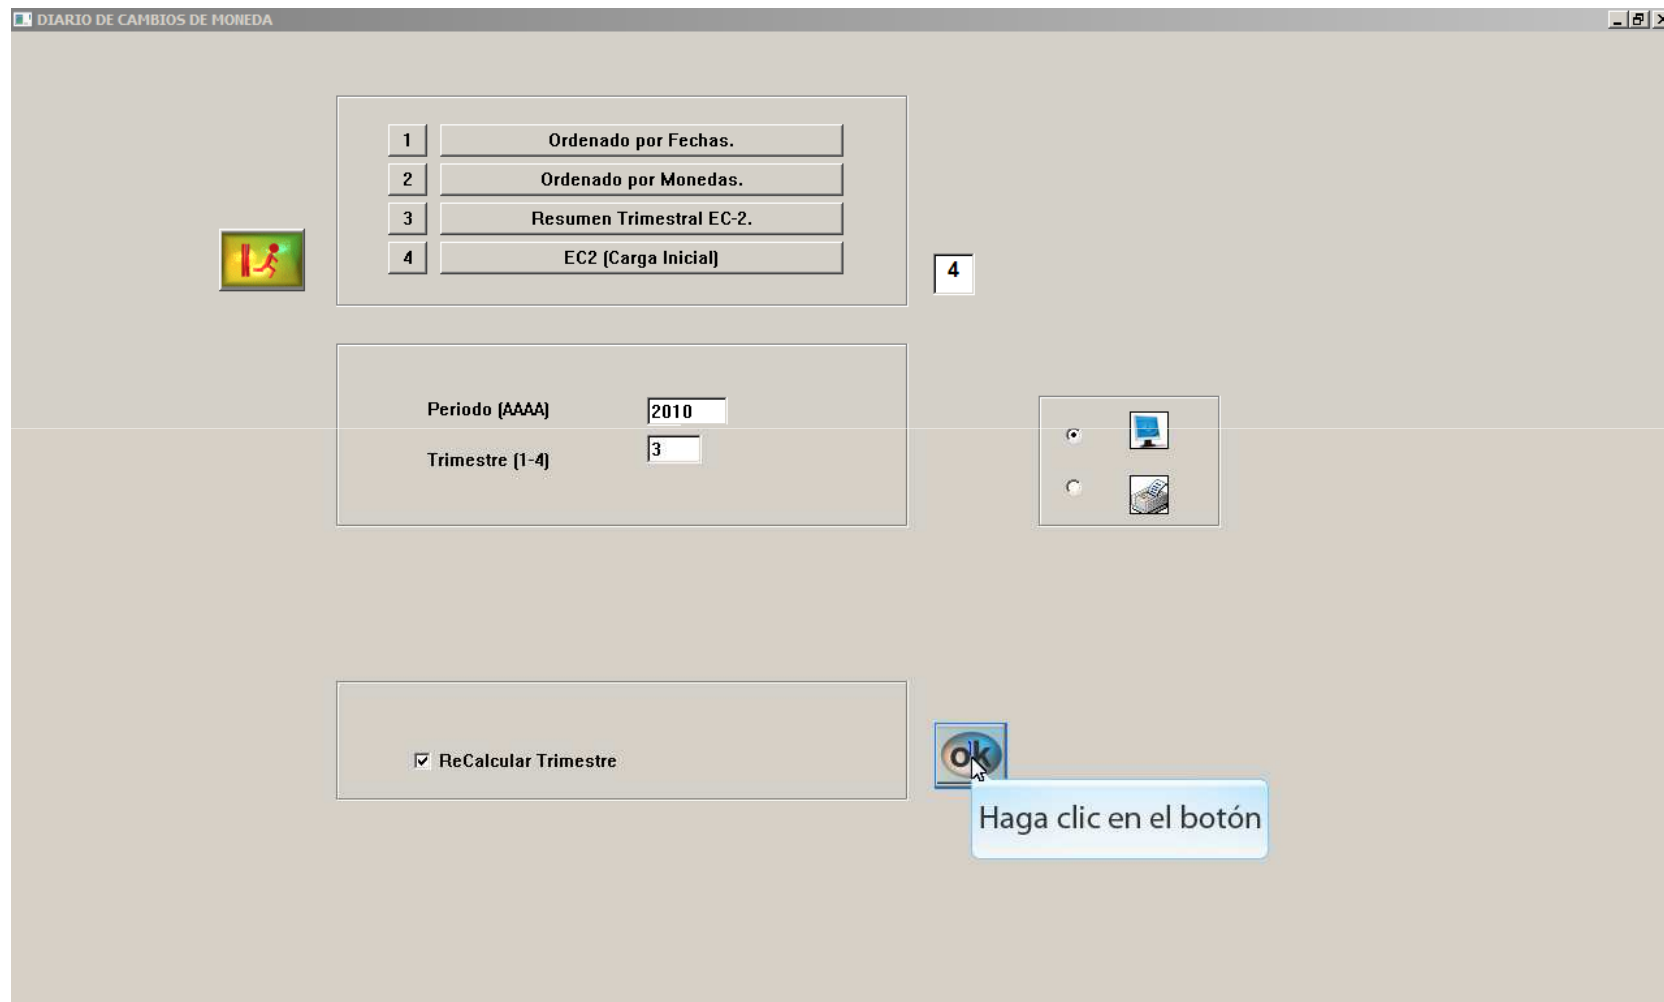 DIARIO DE CAMBIOS DE MONEDA
1 Ordenado por Fechas.
2 Ordenado por Monedas.
3 Resumen Trimestral EC-2.
4 EC2 (Carga Inicial)
4
Periodo (AAAA) 2010
Trimestre (1-4) 3
ReCalcular Trimestre
ok
Haga clic en el botón